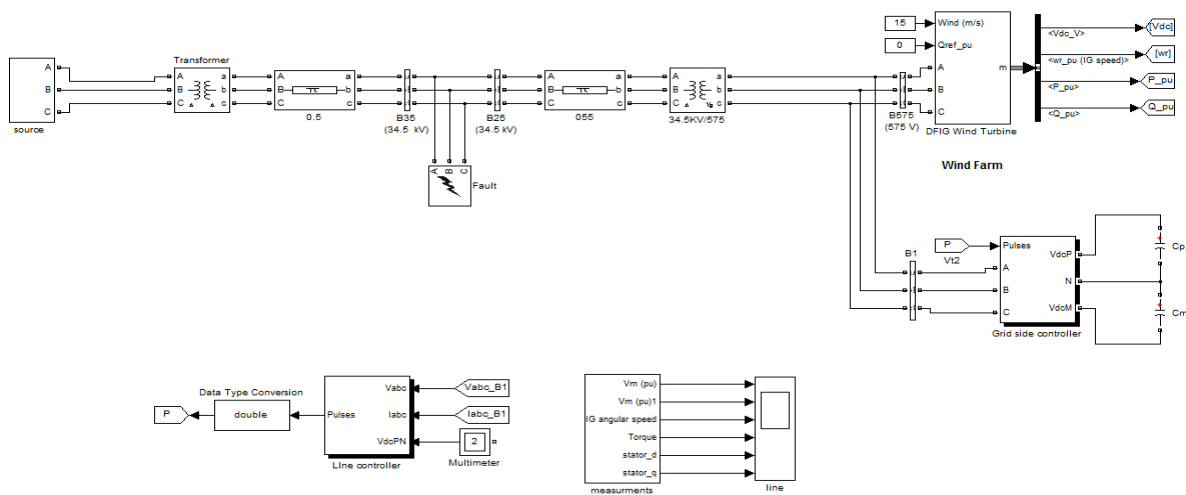 A
B
C
source
Transformer
A
B
C
a
b
c
A
B
C
a
b
c
0.5
B35
(34.5 kV)
B25
(34.5 kV)
A
B
C
Fault
A
B
C
a
b
c
055
A
B
C
a
b
c
34.5KV/575
B575
(575 V)
15
0
Wind (m/s)
Qref_pu
A
B
C
m
DFIG Wind Turbine
<Vdc_V>
<wr_pu (IG speed)>
<P_pu>
<Q_pu>
[Vdc]
[wr]
P_pu
Q_pu
Wind Farm
B1
P
Vt2
Pulses
A
B
C
VdcP
N
VdcM
Grid side controller
Cp
Cm
P
Data Type Conversion
double
Pulses
Vabc
Iabc
VdcPN
LIne controller
Vabc_B1
Iabc_B1
2
Multimeter
Vm (pu)
Vm (pu)1
IG angular speed
Torque
stator_d
stator_q
measurments
line